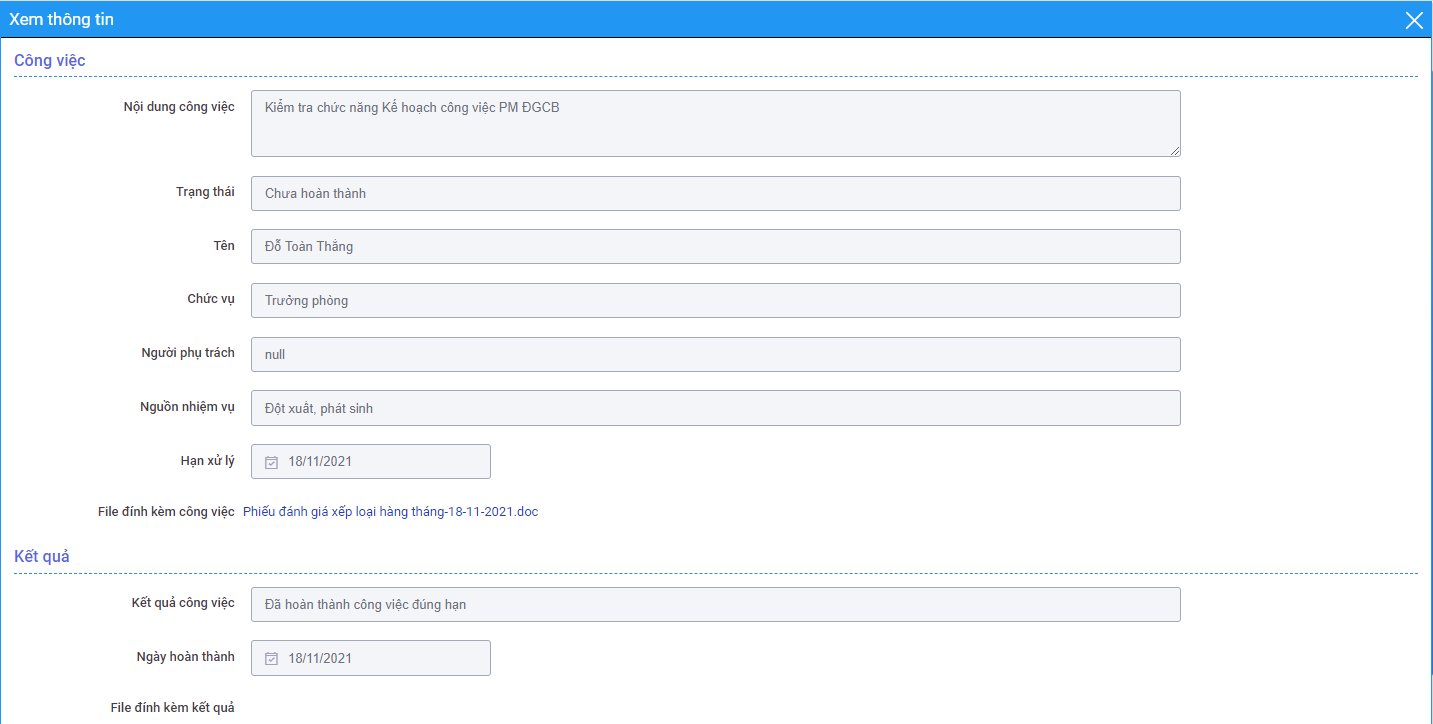 Xem thông tin
Công việc
Nội dung công việc Kiểm tra chức năng Kế hoạch công việc PM ĐGCB
Trạng thái Chưa hoàn thành
Tên Đỗ Toàn Thắng
Chức vụ Trưởng phòng
Người phụ trách null
Nguồn nhiệm vụ Đột xuất, phát sinh
Hạn xử lý 18/11/2021
File đính kèm công việc Phiếu đánh giá xếp loại hàng tháng-18-11-2021.doc
Kết quả
Kết quả công việc Đã hoàn thành công việc đúng hạn
Ngày hoàn thành 18/11/2021
File đính kèm kết quả